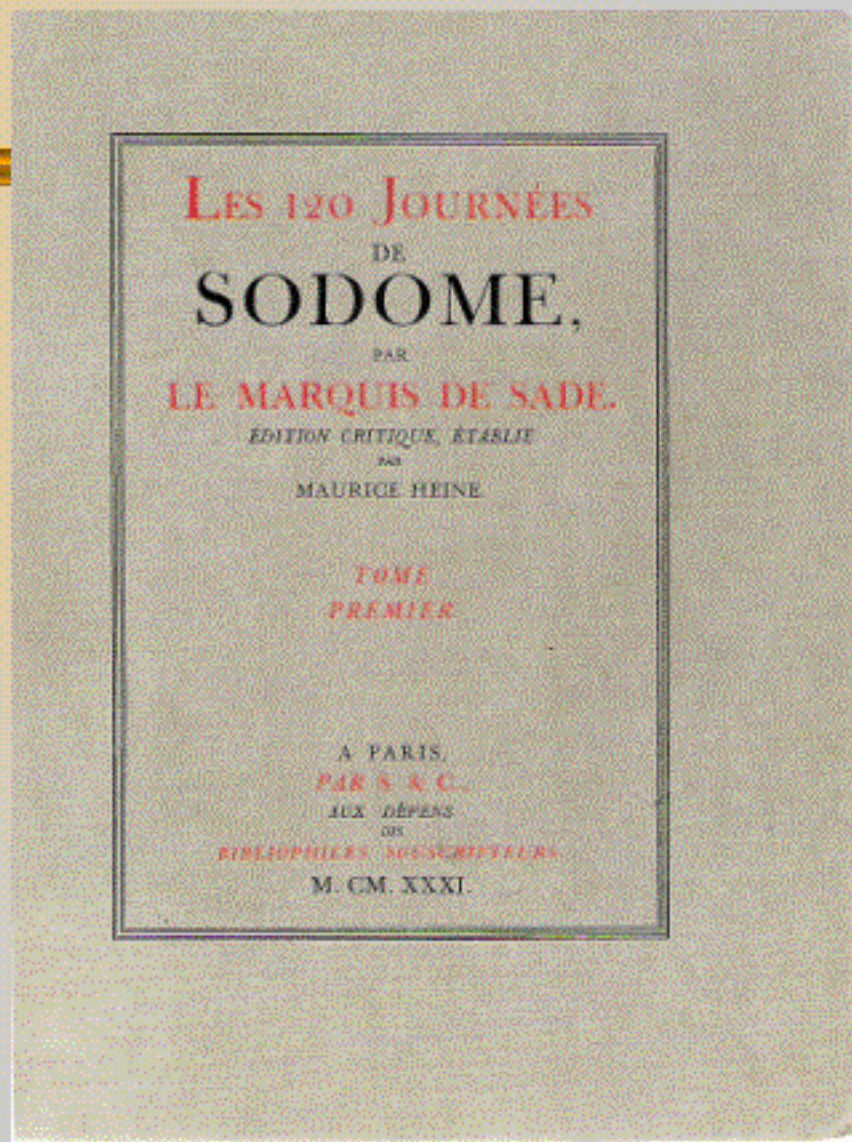 LES 120 JOURNÉES
DE
SODOME,
PAR
LE MARQUIS DE SADE.
ÉDITION CRITIQUE, ÉTABLIE
PAR
MAURICE HEINE
TOME
PREMIER
A PARIS,
PAR S. & C.,
AUX DÉPENS
DES
BIBLIOPHILES SOUSCRIPTEURS
M. CM. XXXI.